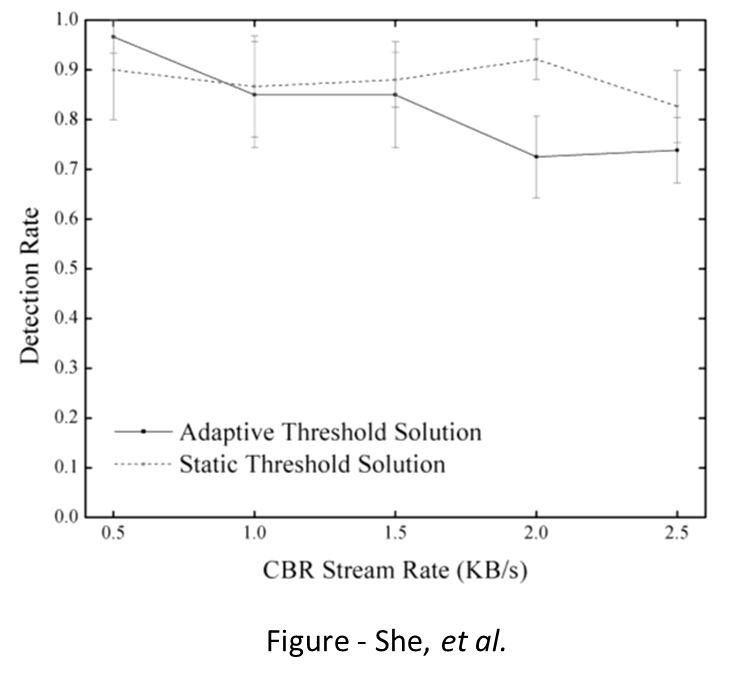 1.0
0.9
0.8
0.7
0.6
0.5
0.4
0.3
0.2
0.1
0.0
Detection Rate
Adaptive Threshold Solution
Static Threshold Solution
0.5 1.0 1.5 2.0 2.5
CBR Stream Rate (KB/s)
Figure - She, et al.